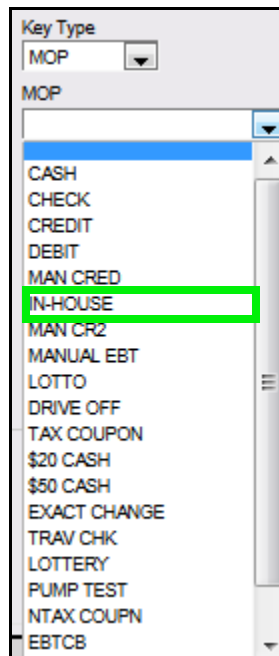 Key Type
MOP
MOP
CASH
CHECK
CREDIT
DEBIT
MAN CRED
IN-HOUSE
MAN CR2
MANUAL EBT
LOTTO
DRIVE OFF
TAX COUPON
$20 CASH
$50 CASH
EXACT CHANGE
TRAV CHK
LOTTERY
PUMP TEST
NTAX COUPN
EBTCB